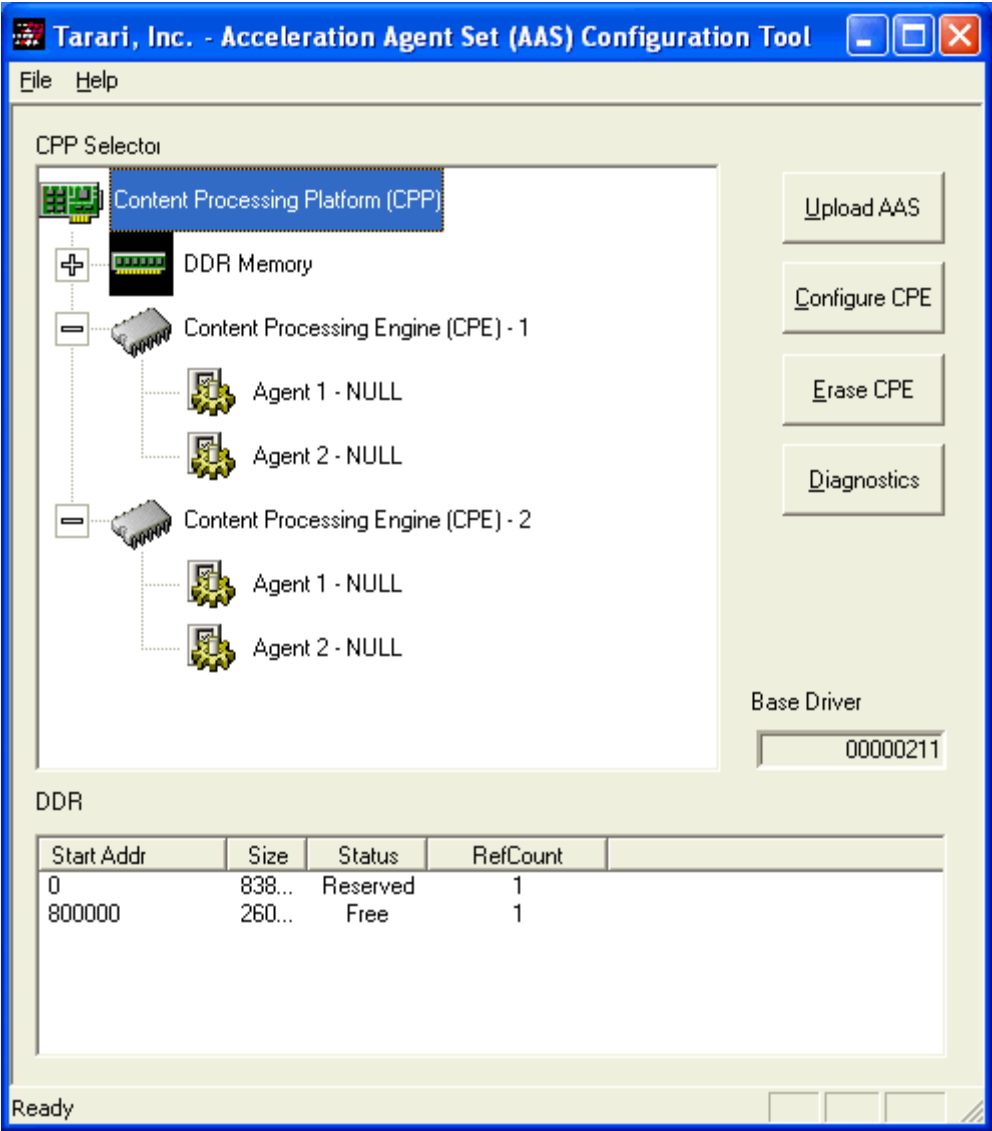 Tarari, Inc. - Acceleration Agent Set (AAS) Configuration Tool
File Help
CPP Selector
Content Processing Platform (CPP)
DDR Memory
Content Processing Engine (CPE) - 1
Agent 1 - NULL
Agent 2 - NULL
Content Processing Engine (CPE) - 2
Agent 1 - NULL
Agent 2 - NULL
Upload AAS
Configure CPE
Erase CPE
Diagnostics
Base Driver
00000211
DDR
Start Addr Size Status RefCount
0 838... Reserved 1
800000 260... Free 1
Ready